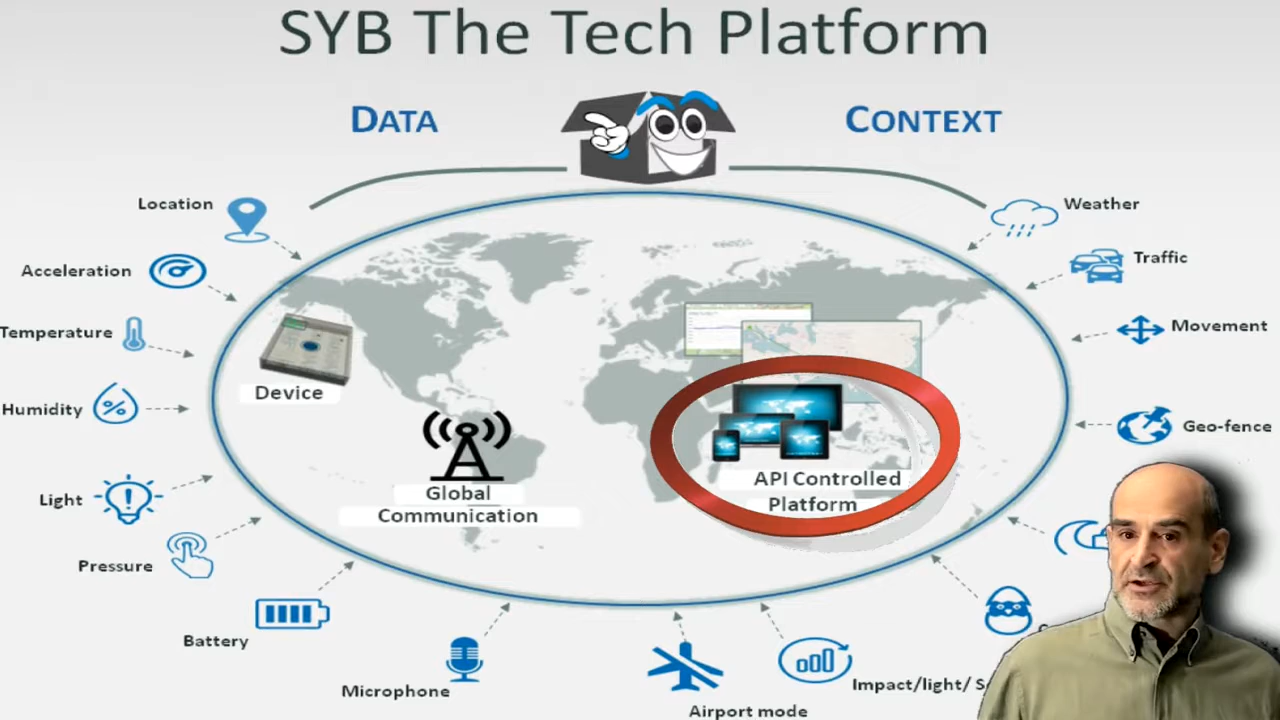 SYB The Tech Platform
DATA
CONTEXT
Location
Weather
Acceleration
Traffic
Temperature
Movement
Device
Humidity
Geo-fence
API Controlled
Platform
Global
Communication
Light
Pressure
Battery
Microphone
Airport mode
Impact/light/